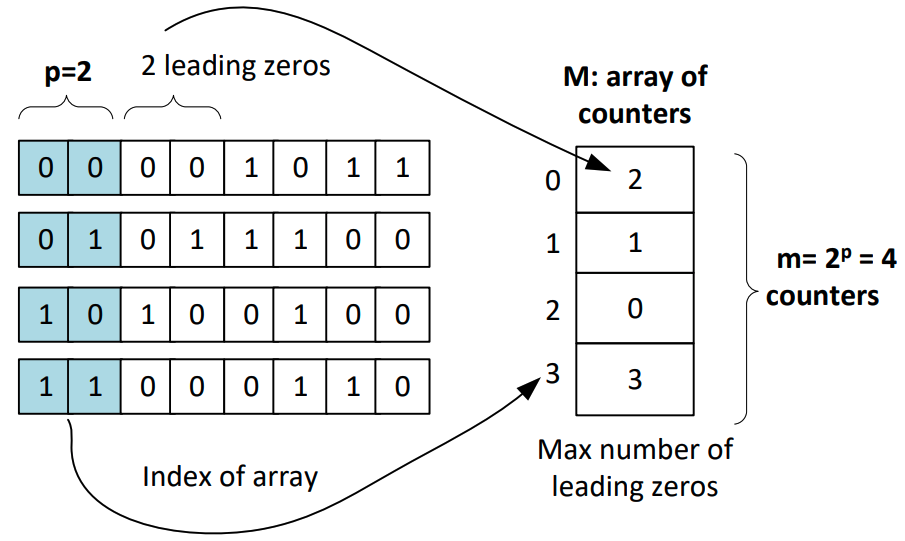 p=2
2 leading zeros
M: array of
counters
0 0 0 0 1 0 1 1
0 1 0 1 1 1 0 0
1 0 1 0 0 1 0 0
1 1 0 0 0 1 1 0
0 2
1 1
2 0
3 3
m= 2ᵖ = 4
counters
Index of array
Max number of
leading zeros